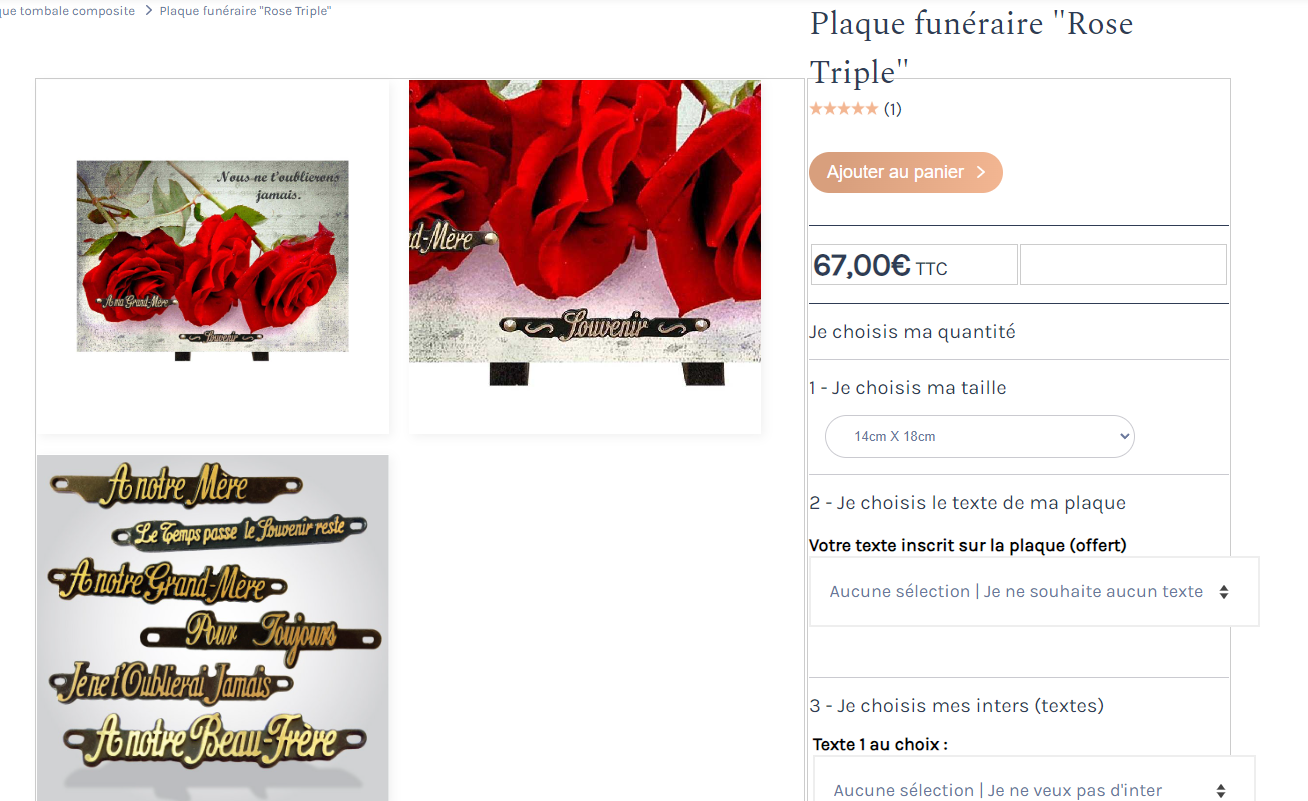 que tombale composite > Plaque funéraire "Rose Triple"
Plaque funéraire "Rose
Triple"
(1)
Ajouter au panier >
67,00€ TTC
Je choisis ma quantité
1 - Je choisis ma taille
14cm X 18cm
2 - Je choisis le texte de ma plaque
Votre texte inscrit sur la plaque (offert)
Aucune sélection | Je ne souhaite aucun texte
3 - Je choisis mes inters (textes)
Texte 1 au choix :
Aucune sélection | Je ne veux pas d'inter
Nous ne t'oublierons
jamais.
A ma Grand-Mère
Souvenir
d-Mère
Souvenir
A notre Mère
Le Temps passe le Souvenir reste
A notre Grand-Mère
Pour Toujours
Je ne t'Oublierai Jamais
A notre Beau-Frère